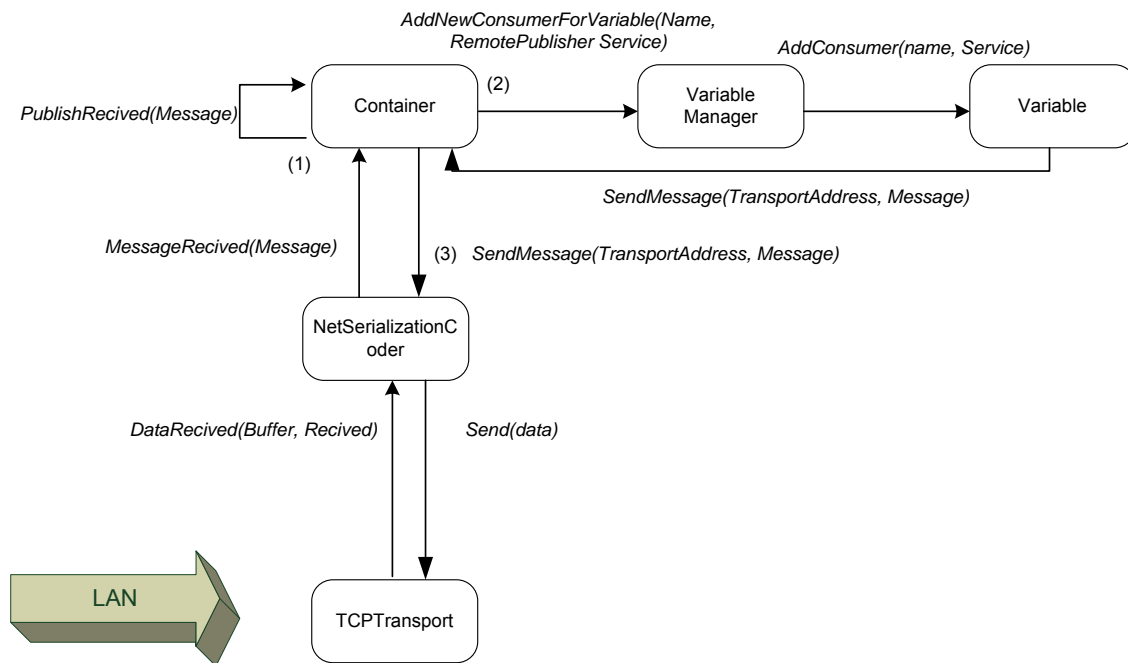 AddNewConsumerForVariable(Name,
RemotePublisher Service)
AddConsumer(name, Service)
PublishRecived(Message)
Container
(2)
Variable
Manager
Variable
(1)
SendMessage(TransportAddress, Message)
MessageRecived(Message)
(3) SendMessage(TransportAddress, Message)
NetSerializationC
oder
DataRecived(Buffer, Recived)
Send(data)
LAN
TCPTransport